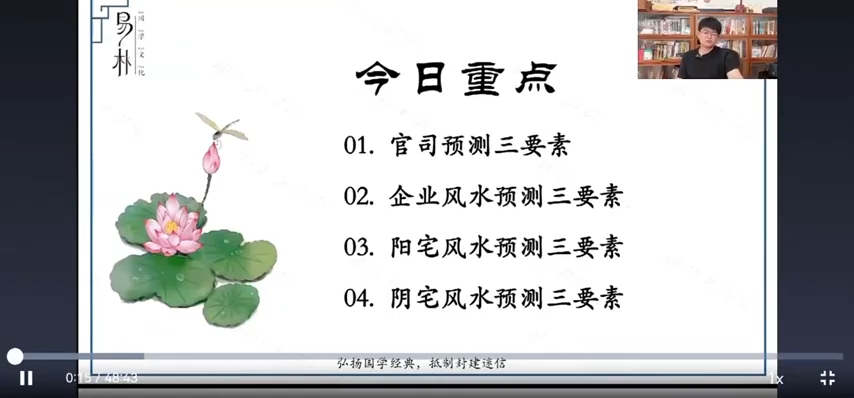 易朴
国学文化
今日重点
01. 官司预测三要素
02. 企业风水预测三要素
03. 阳宅风水预测三要素
04. 阴宅风水预测三要素
弘扬国学经典，抵制封建迷信
0:15 / 48:43
1x